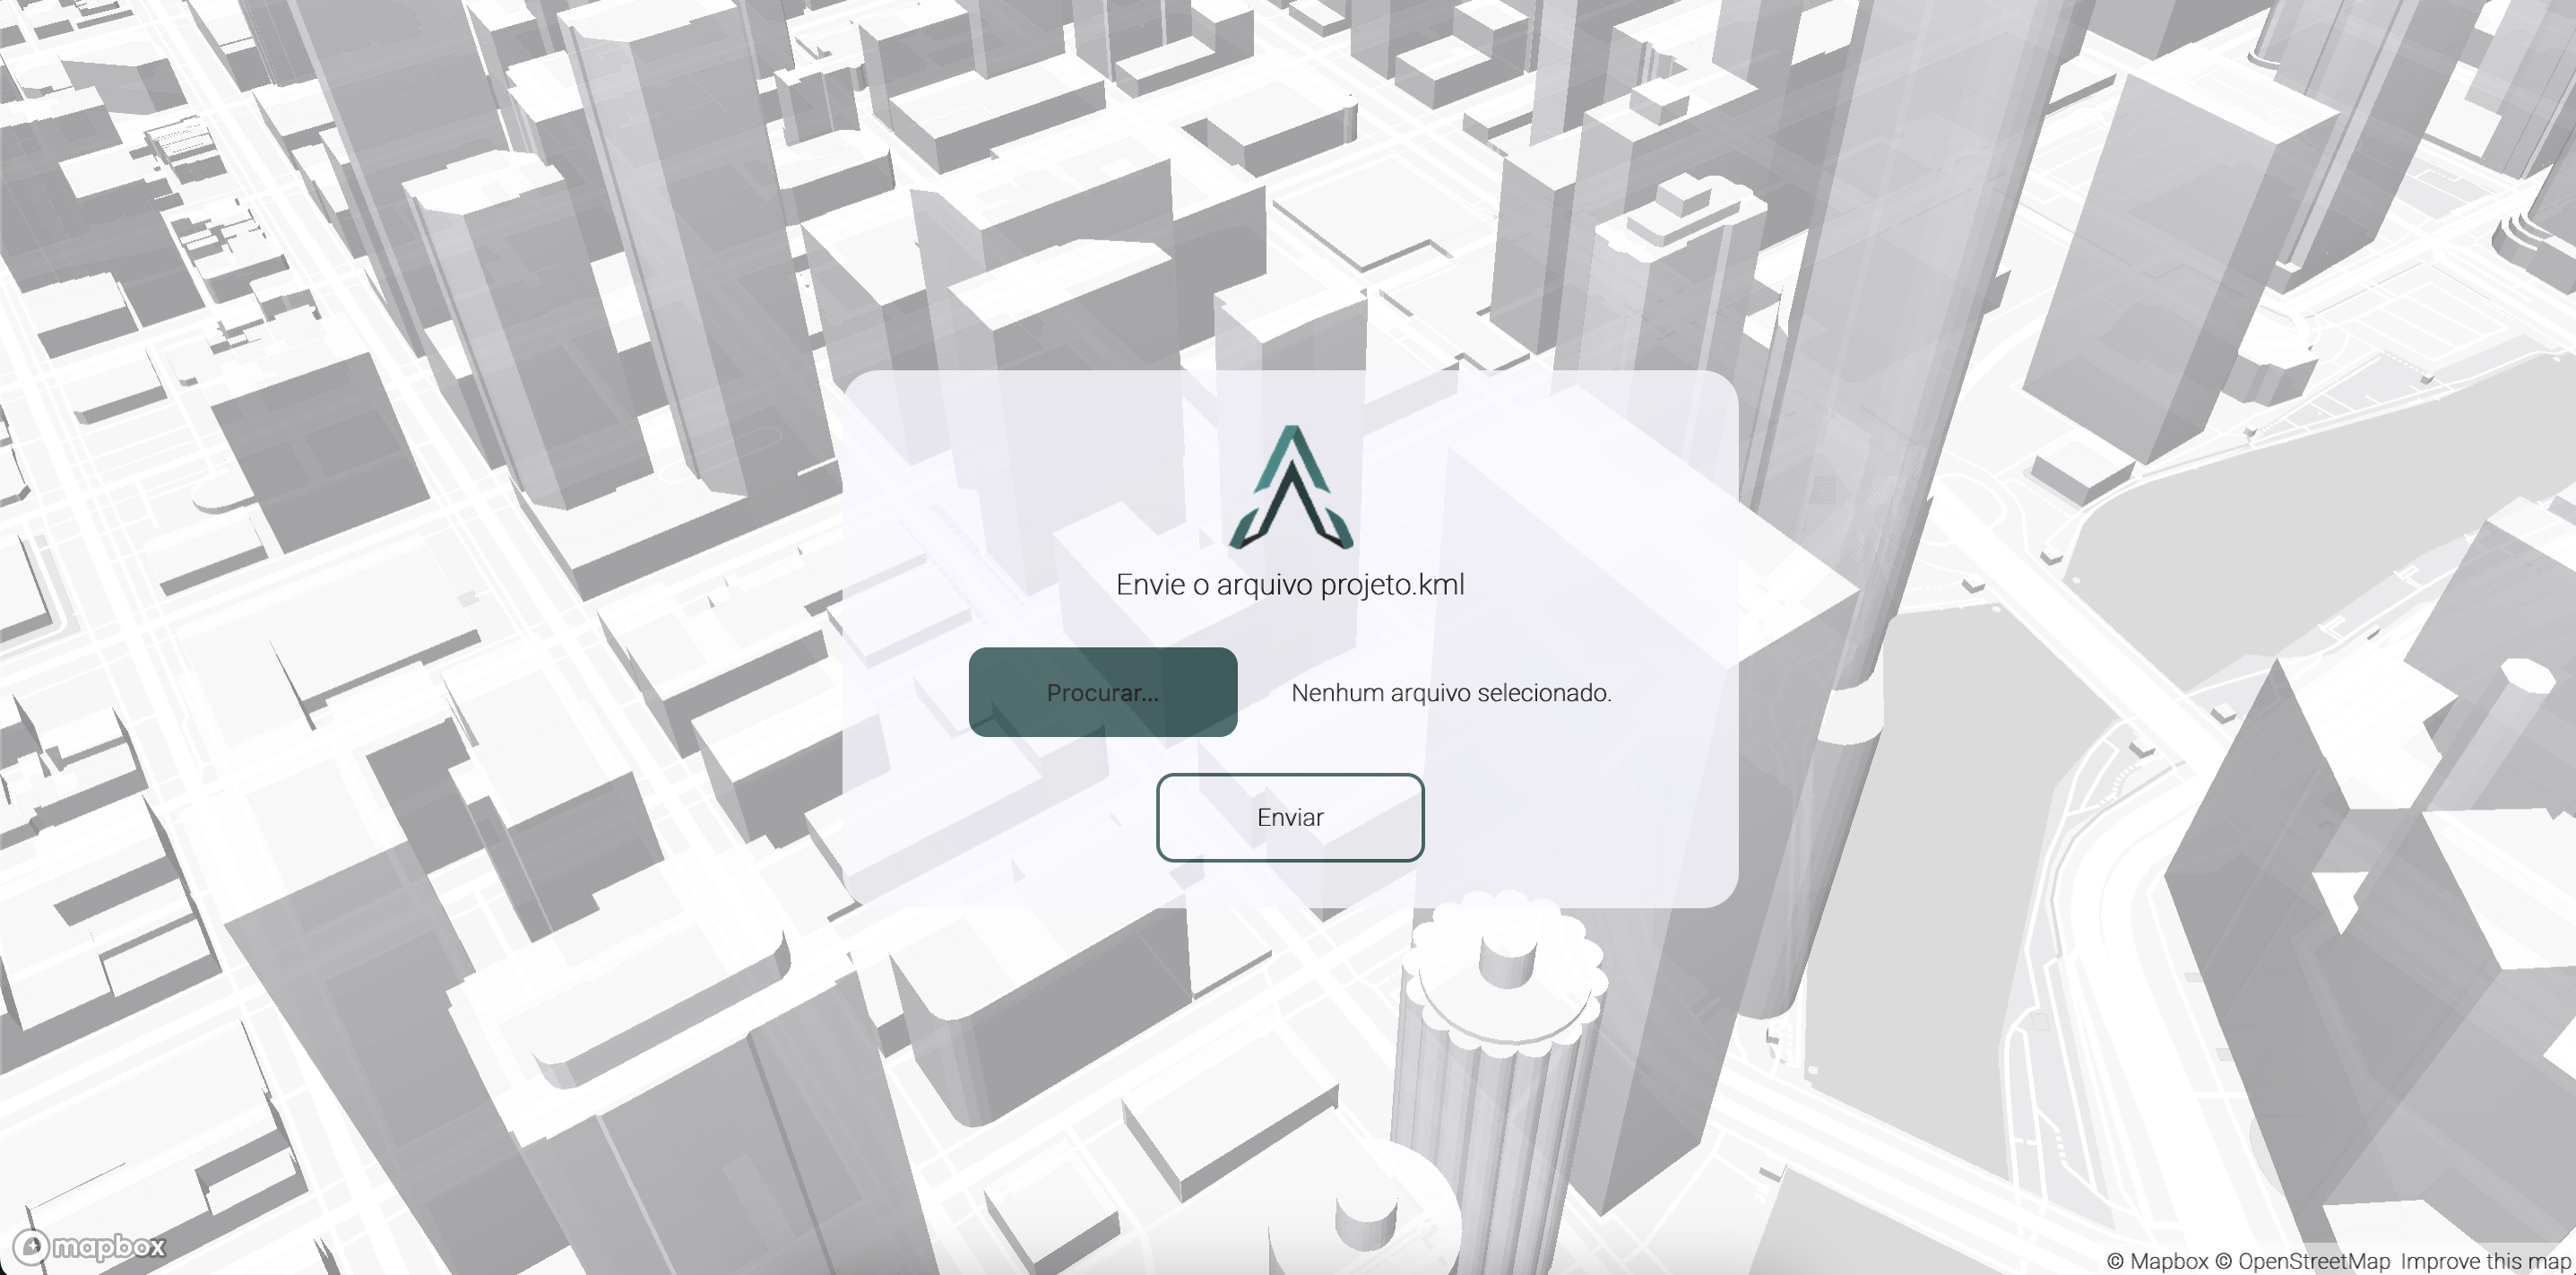 Envie o arquivo projeto.kml
Procurar...
Nenhum arquivo selecionado.
Enviar
mapbox
© Mapbox © OpenStreetMap Improve this map